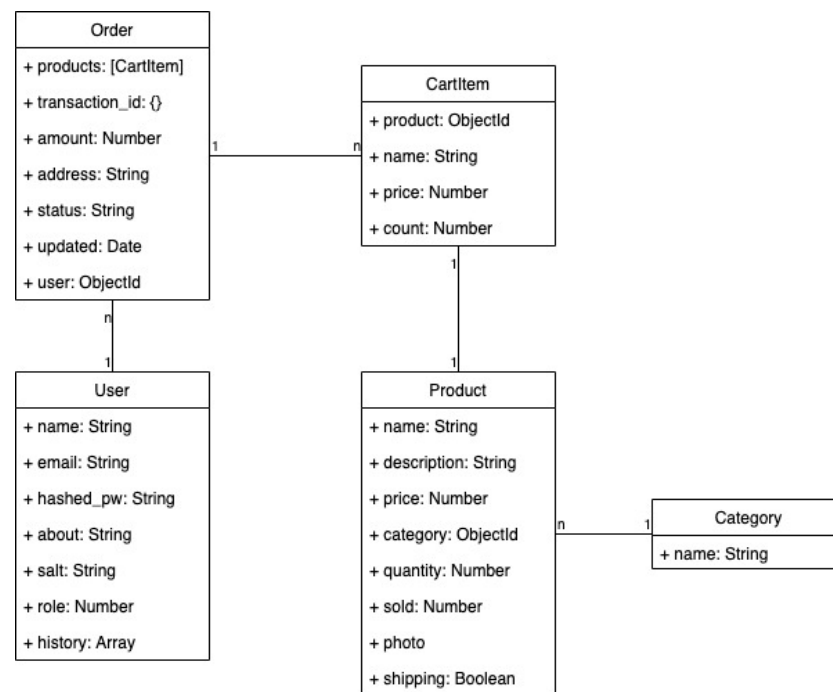 Order
+ products: [CartItem]
+ transaction_id: {}
+ amount: Number
+ address: String
+ status: String
+ updated: Date
+ user: ObjectId
1
n
CartItem
+ product: ObjectId
+ name: String
+ price: Number
+ count: Number
n
1
1
1
User
+ name: String
+ email: String
+ hashed_pw: String
+ about: String
+ salt: String
+ role: Number
+ history: Array
Product
+ name: String
+ description: String
+ price: Number
+ category: ObjectId
+ quantity: Number
+ sold: Number
+ photo
+ shipping: Boolean
n
1
Category
+ name: String